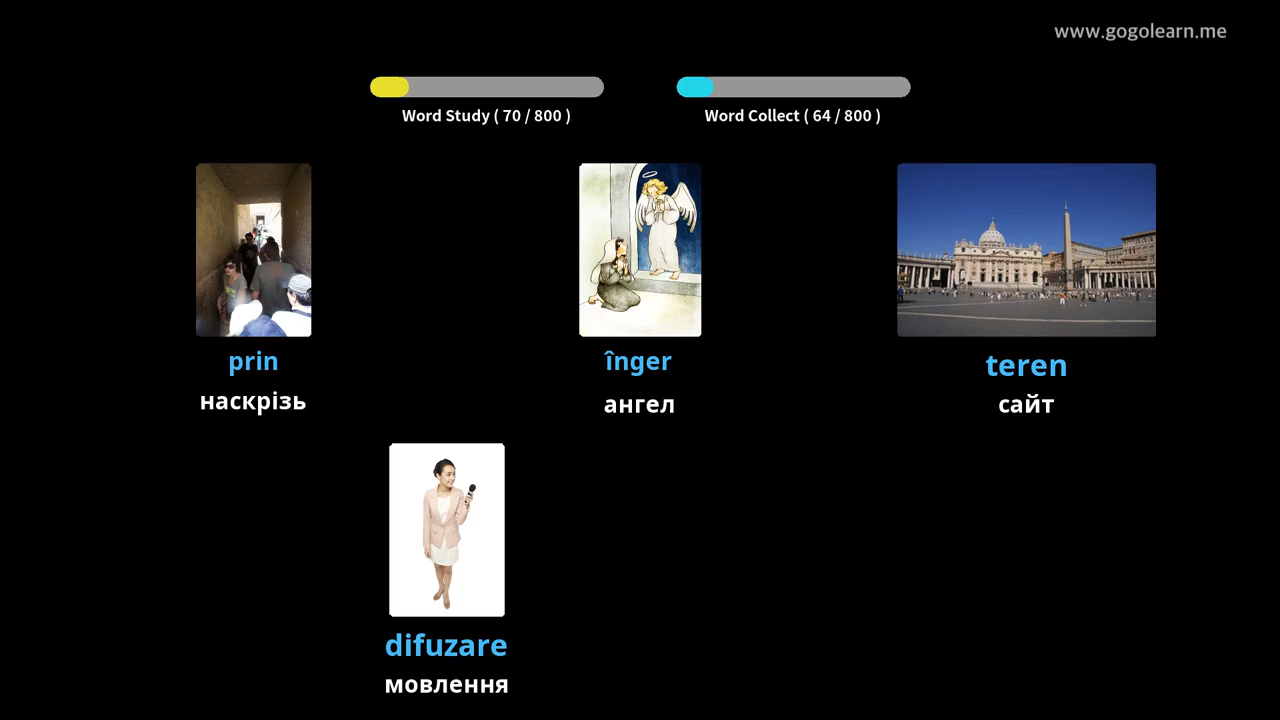 www.gogolearn.me
Word Study ( 70 / 800 )
Word Collect ( 64 / 800 )
prin
наскрізь
înger
ангел
teren
сайт
difuzare
мовлення